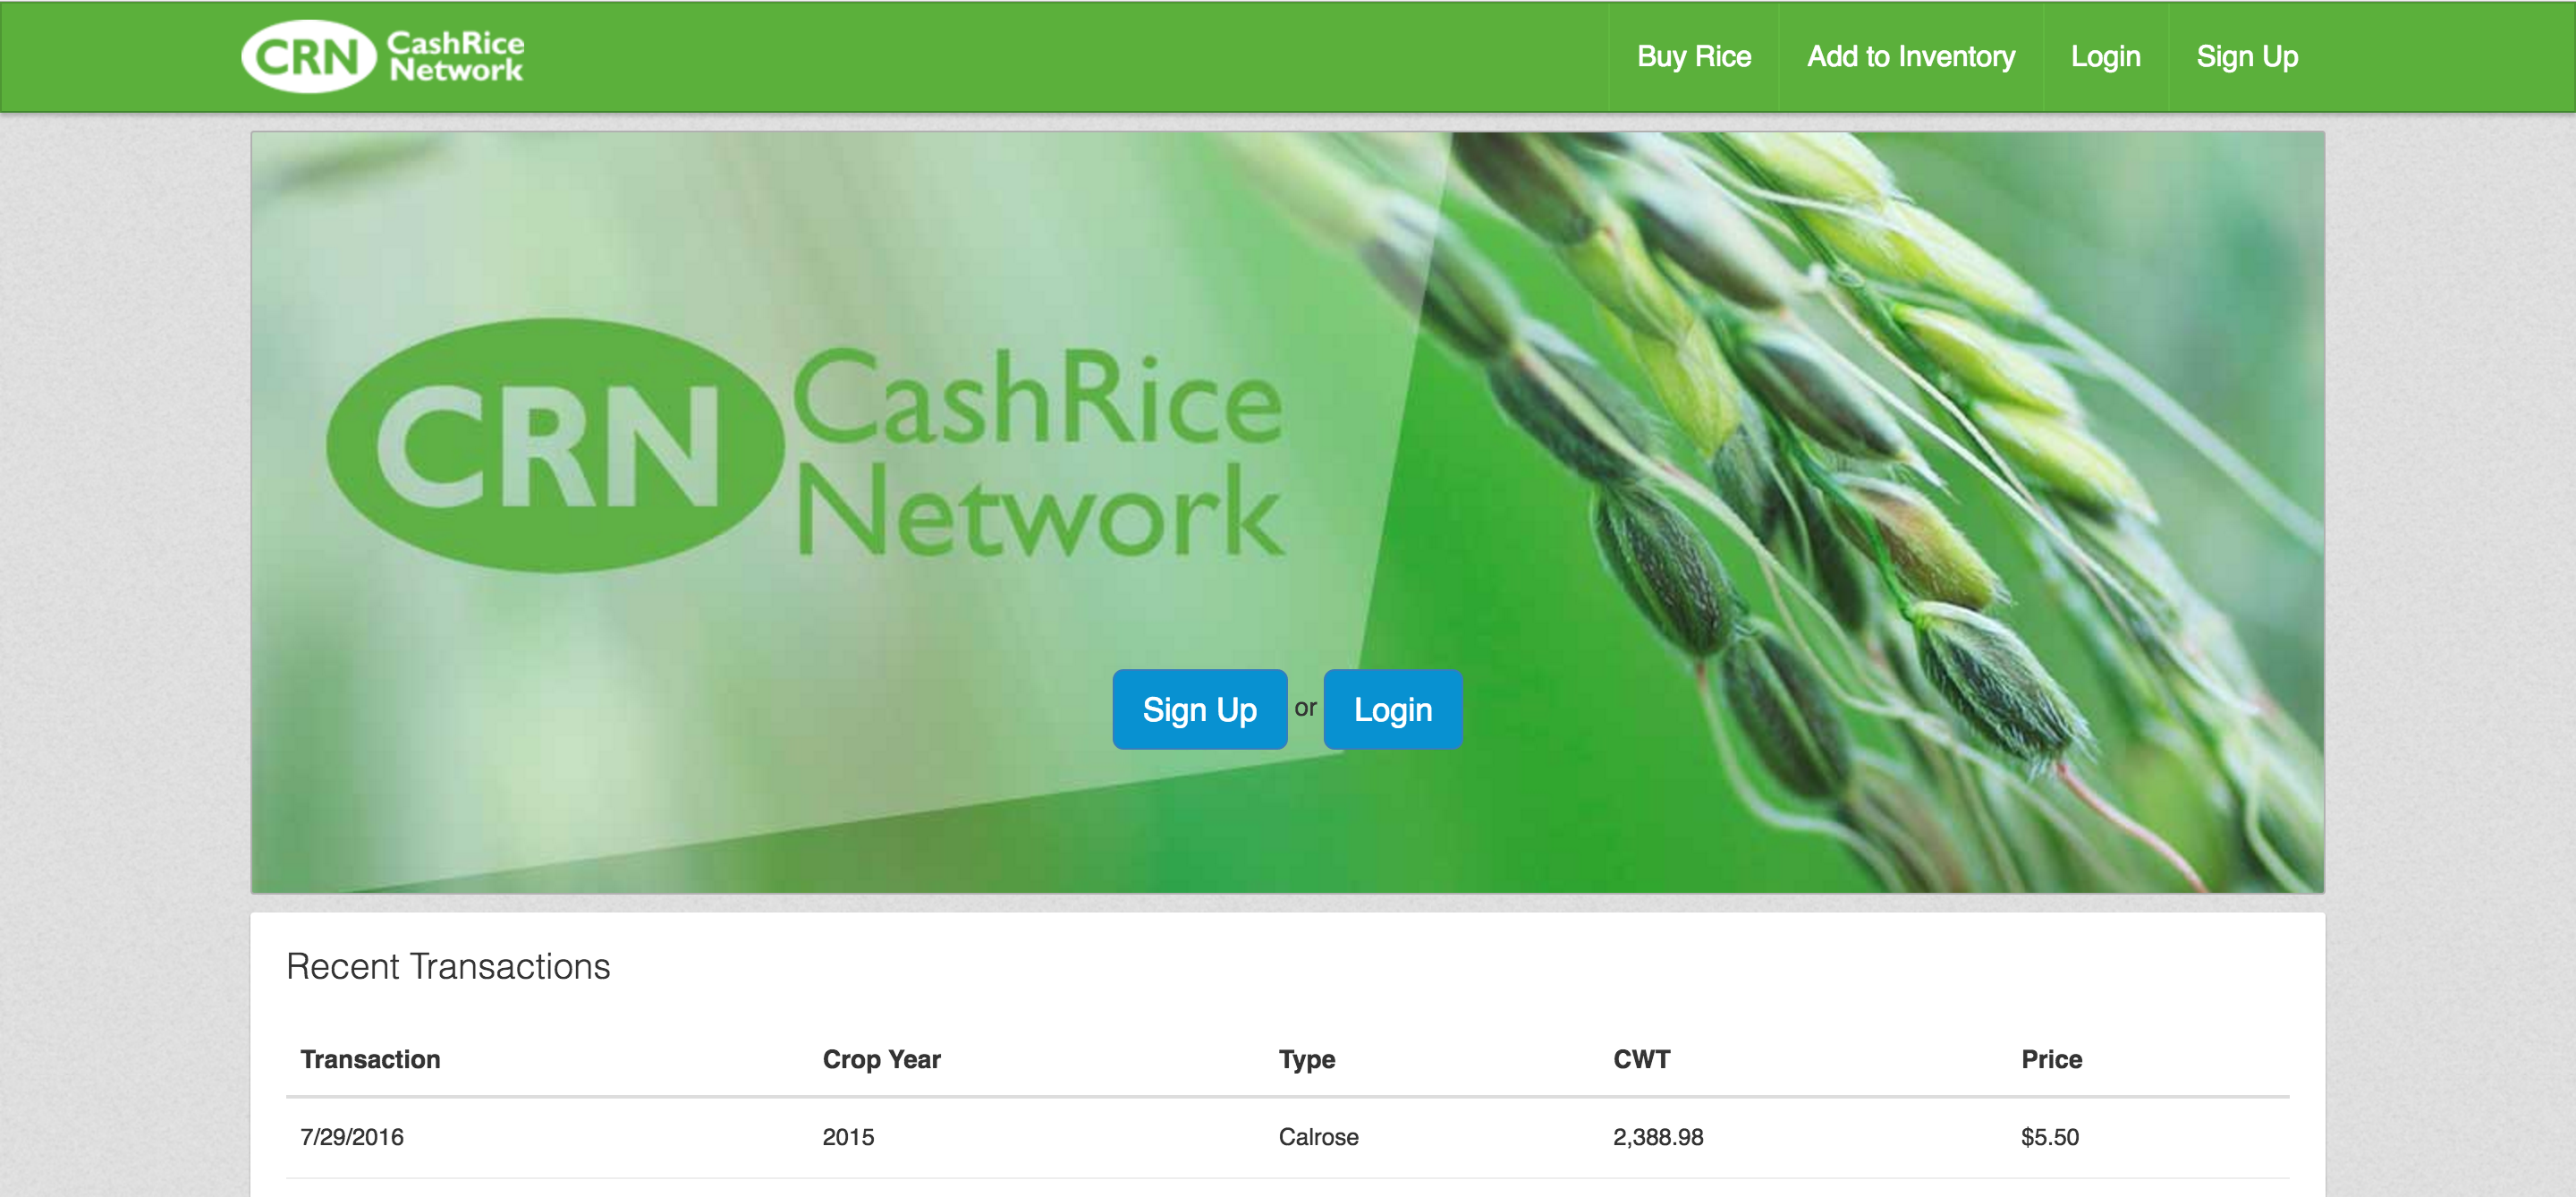 CRN CashRice
Network
Buy Rice Add to Inventory Login Sign Up
CRN CashRice
Network
Sign Up or Login
Recent Transactions
Transaction Crop Year Type CWT Price
7/29/2016 2015 Calrose 2,388.98 $5.50